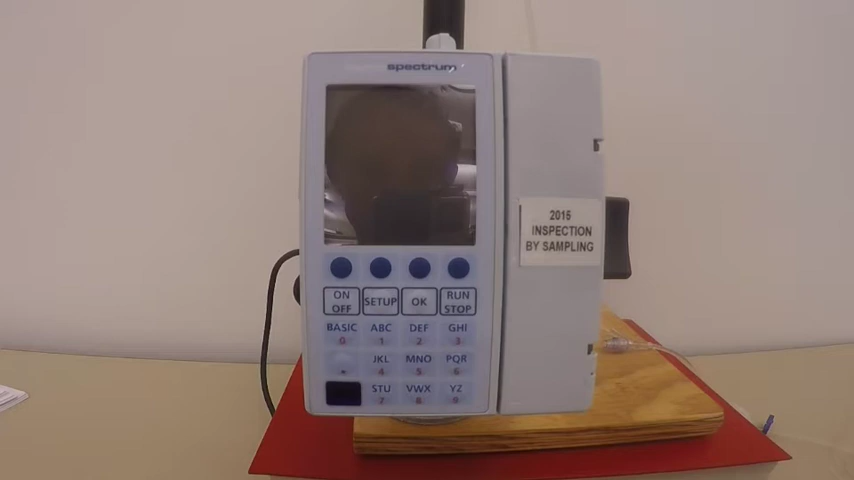 spectrum
2015
INSPECTION
BY SAMPLING
ON
OFF
SETUP
OK
RUN
STOP
BASIC
0
ABC
1
DEF
2
GHI
3
.
JKL
4
MNO
5
PQR
6
STU
7
VWX
8
YZ
9